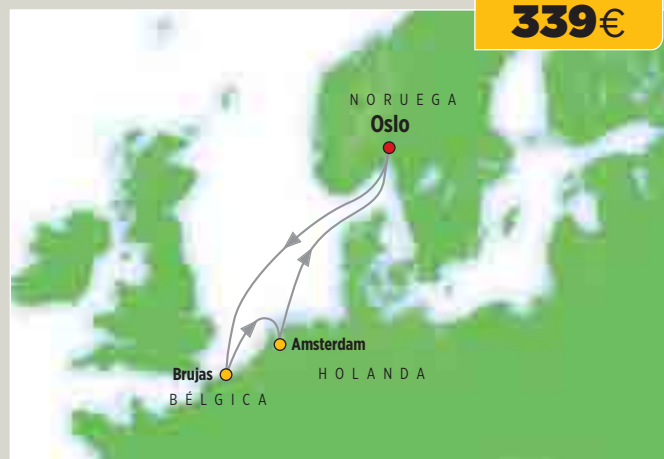 339€
NORUEGA
Oslo
Amsterdam
Brujas
HOLANDA
BÉLGICA